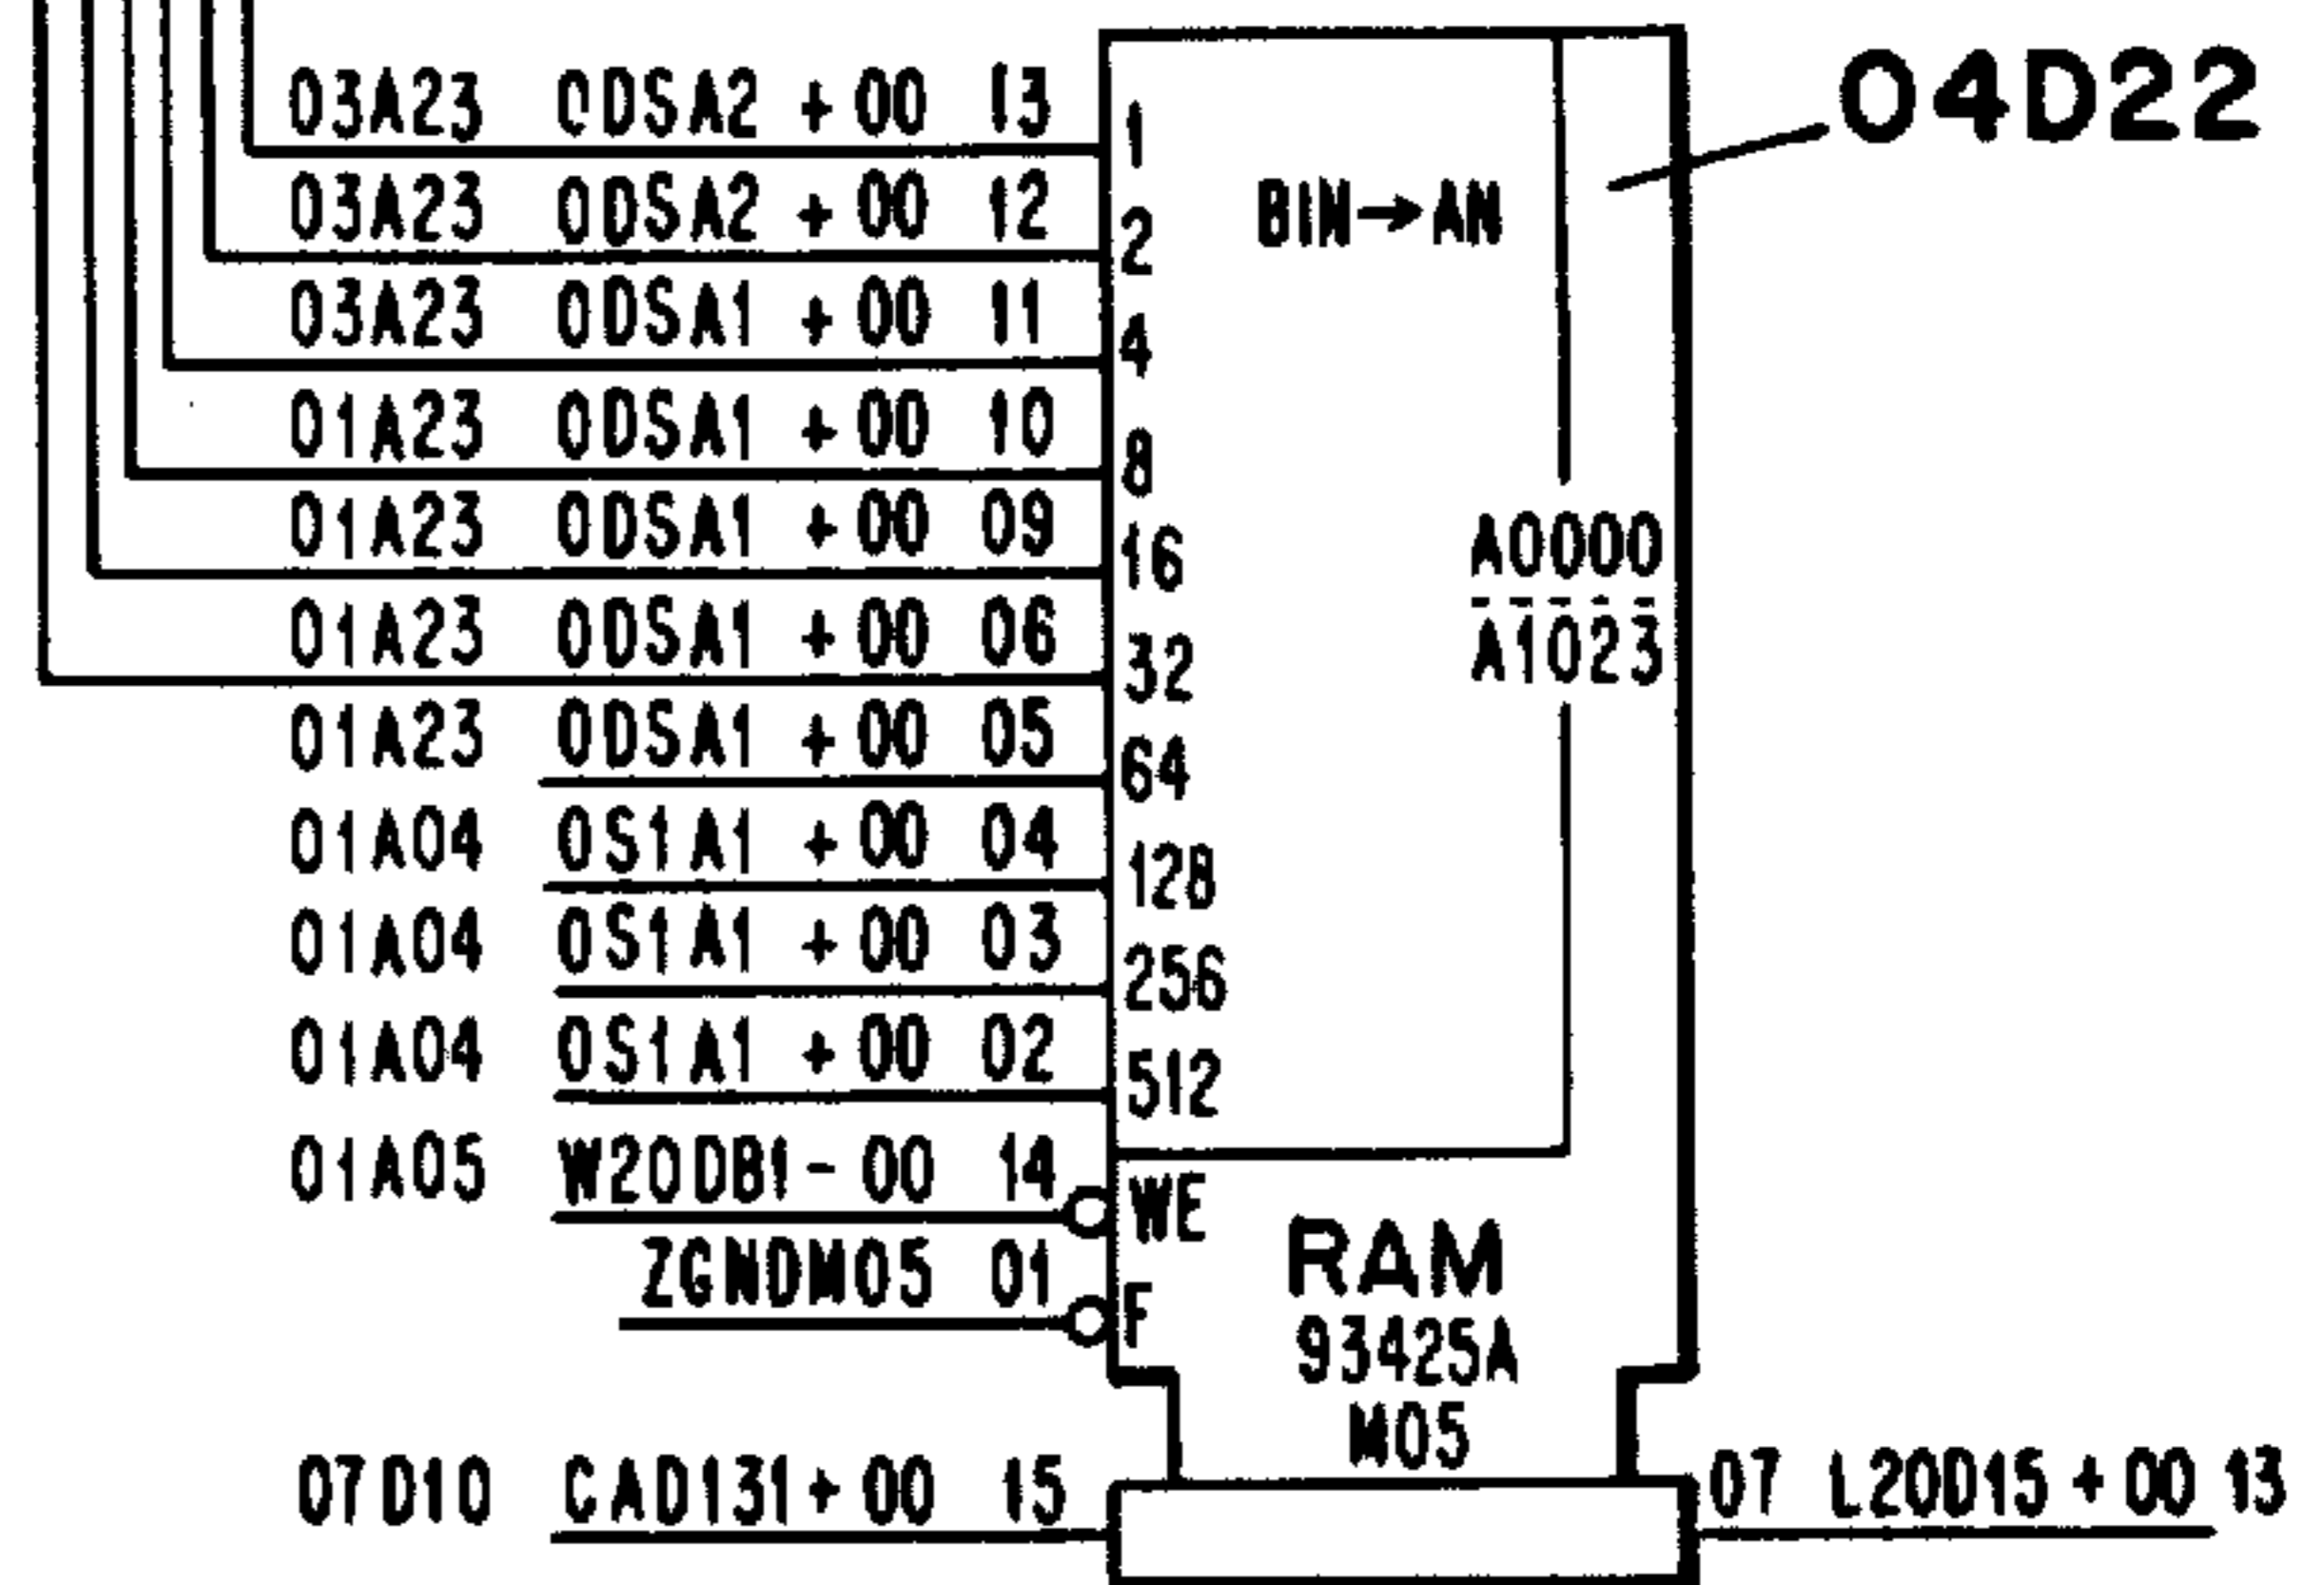 03A23 ODSA2 + 00 13 1
04D22
BIN→AN
03A23 ODSA2 + 00 12 2
03A23 ODSA1 + 00 11 4
01A23 ODSA1 + 00 10 8
01A23 ODSA1 + 00 09 16
A0000
-----
A1023
01A23 ODSA1 + 00 06 32
01A23 ODSA1 + 00 05 64
01A04 OS1A1 + 00 04 128
01A04 OS1A1 + 00 03 256
01A04 OS1A1 + 00 02 512
01A05 W20DB1- 00 14 WE
ZGNDM05 01 F
RAM
93425A
M05
07D10 CAD131+ 00 15
07 L20D15 + 00 13